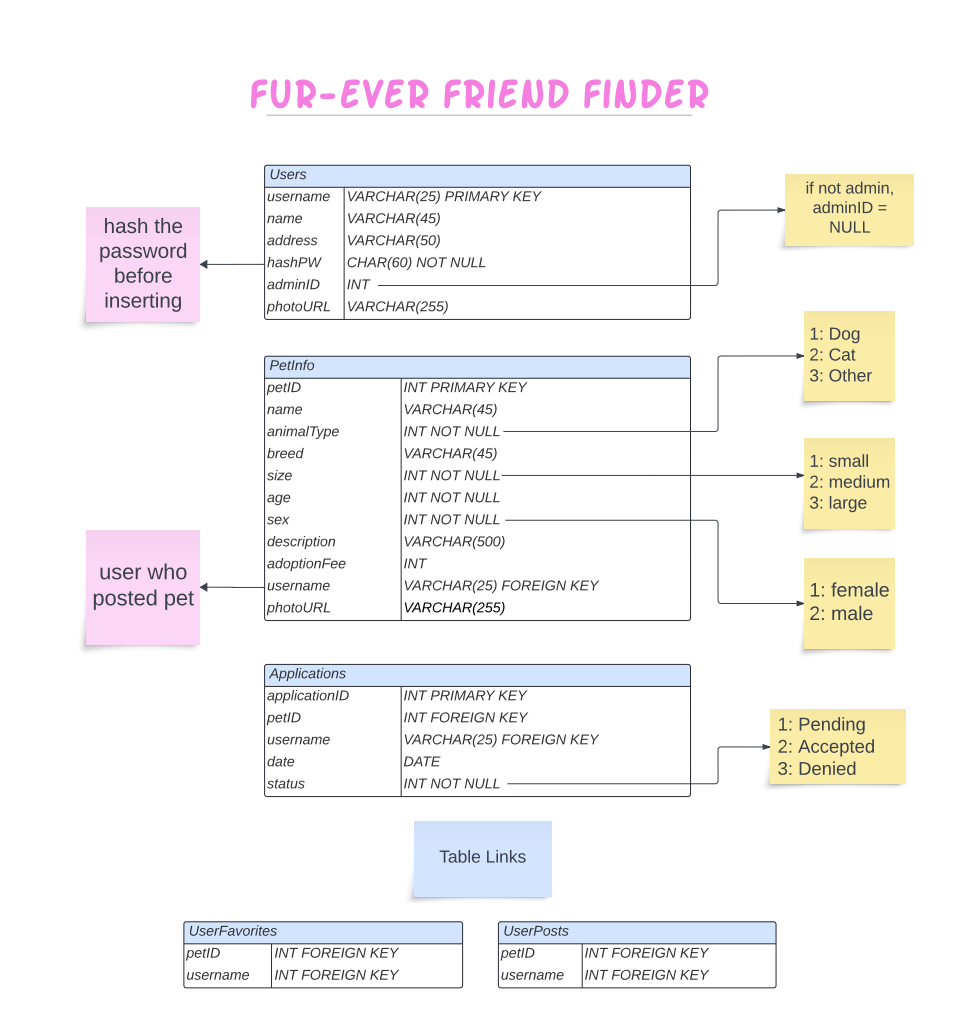 FUR-EVER FRIEND FINDER
Users
username VARCHAR(25) PRIMARY KEY
name VARCHAR(45)
address VARCHAR(50)
hashPW CHAR(60) NOT NULL
adminID INT
photoURL VARCHAR(255)
hash the
password
before
inserting
if not admin,
adminID =
NULL
PetInfo
petID INT PRIMARY KEY
name VARCHAR(45)
animalType INT NOT NULL
breed VARCHAR(45)
size INT NOT NULL
age INT NOT NULL
sex INT NOT NULL
description VARCHAR(500)
adoptionFee INT
username VARCHAR(25) FOREIGN KEY
photoURL VARCHAR(255)
1: Dog
2: Cat
3: Other
1: small
2: medium
3: large
user who
posted pet
1: female
2: male
Applications
applicationID INT PRIMARY KEY
petID INT FOREIGN KEY
username VARCHAR(25) FOREIGN KEY
date DATE
status INT NOT NULL
1: Pending
2: Accepted
3: Denied
Table Links
UserFavorites
petID INT FOREIGN KEY
username INT FOREIGN KEY
UserPosts
petID INT FOREIGN KEY
username INT FOREIGN KEY